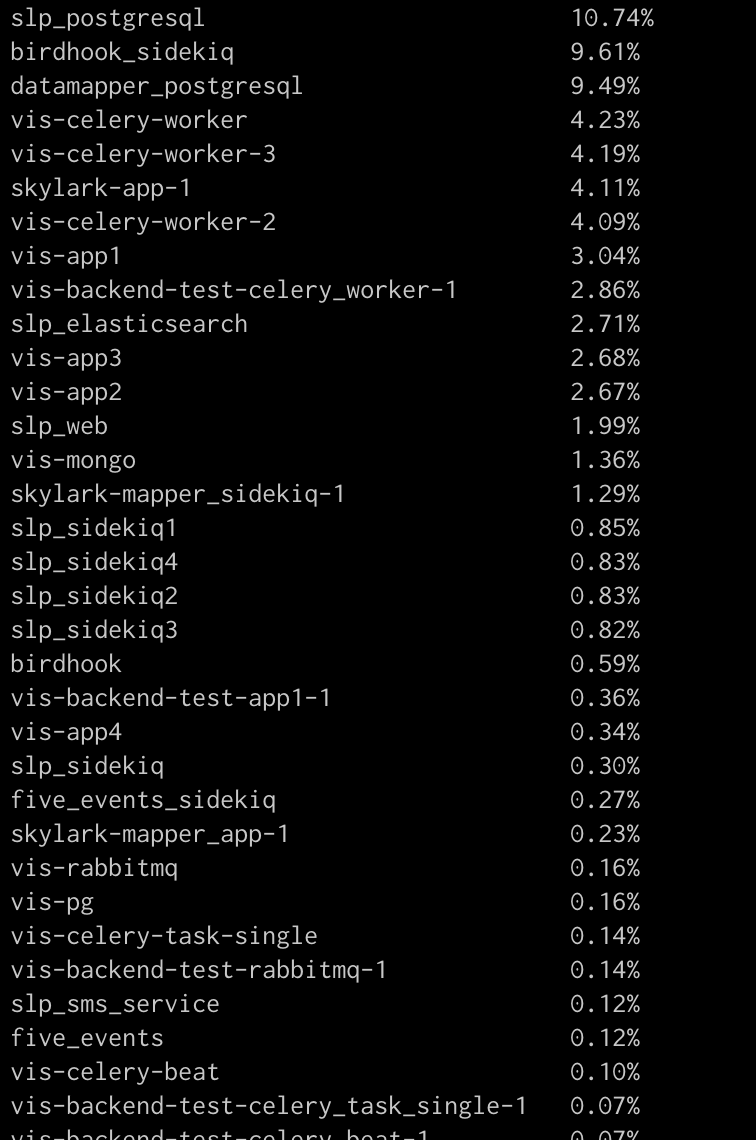 slp_postgresql 10.74%
birdhook_sidekiq 9.61%
datamapper_postgresql 9.49%
vis-celery-worker 4.23%
vis-celery-worker-3 4.19%
skylark-app-1 4.11%
vis-celery-worker-2 4.09%
vis-app1 3.04%
vis-backend-test-celery_worker-1 2.86%
slp_elasticsearch 2.71%
vis-app3 2.68%
vis-app2 2.67%
slp_web 1.99%
vis-mongo 1.36%
skylark-mapper_sidekiq-1 1.29%
slp_sidekiq1 0.85%
slp_sidekiq4 0.83%
slp_sidekiq2 0.83%
slp_sidekiq3 0.82%
birdhook 0.59%
vis-backend-test-app1-1 0.36%
vis-app4 0.34%
slp_sidekiq 0.30%
five_events_sidekiq 0.27%
skylark-mapper_app-1 0.23%
vis-rabbitmq 0.16%
vis-pg 0.16%
vis-celery-task-single 0.14%
vis-backend-test-rabbitmq-1 0.14%
slp_sms_service 0.12%
five_events 0.12%
vis-celery-beat 0.10%
vis-backend-test-celery_task_single-1 0.07%
vis-backend-test-celery_beat-1 0.07%